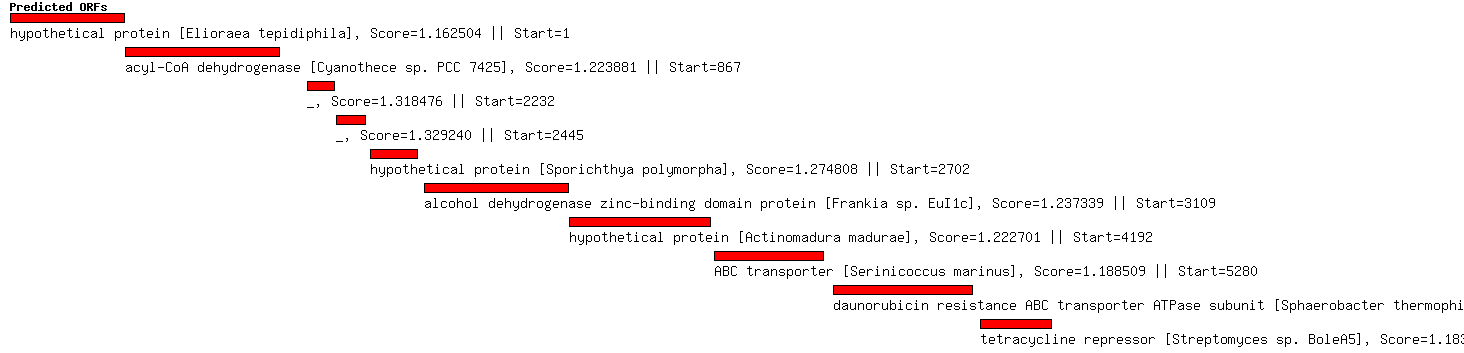 Predicted ORFs
hypothetical protein [Elioraea tepidiphila], Score=1.162504 || Start=1
acyl-CoA dehydrogenase [Cyanothece sp. PCC 7425], Score=1.223881 || Start=867
_, Score=1.318476 || Start=2232
_, Score=1.329240 || Start=2445
hypothetical protein [Sporichthya polymorpha], Score=1.274808 || Start=2702
alcohol dehydrogenase zinc-binding domain protein [Frankia sp. EuI1c], Score=1.237339 || Start=3109
hypothetical protein [Actinomadura madurae], Score=1.222701 || Start=4192
ABC transporter [Serinicoccus marinus], Score=1.188509 || Start=5280
daunorubicin resistance ABC transporter ATPase subunit [Sphaerobacter thermophi
tetracycline repressor [Streptomyces sp. BoleA5], Score=1.183